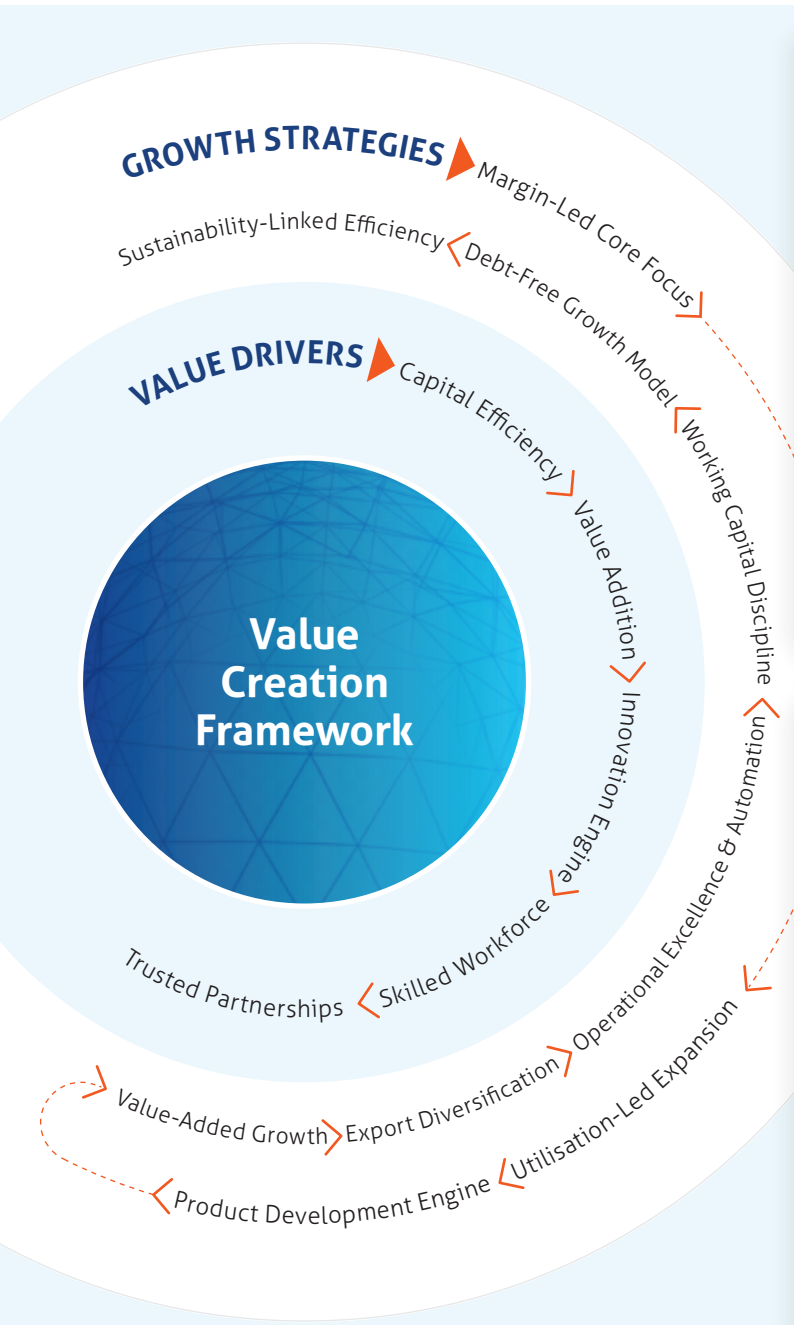 GROWTH STRATEGIES
Margin-Led Core Focus
Utilisation-Led Expansion
Product Development Engine
Value-Added Growth
Export Diversification
Operational Excellence & Automation
Working Capital Discipline
Debt-Free Growth Model
Sustainability-Linked Efficiency
VALUE DRIVERS
Capital Efficiency
Value Addition
Innovation Engine
Skilled Workforce
Trusted Partnerships
Value
Creation
Framework